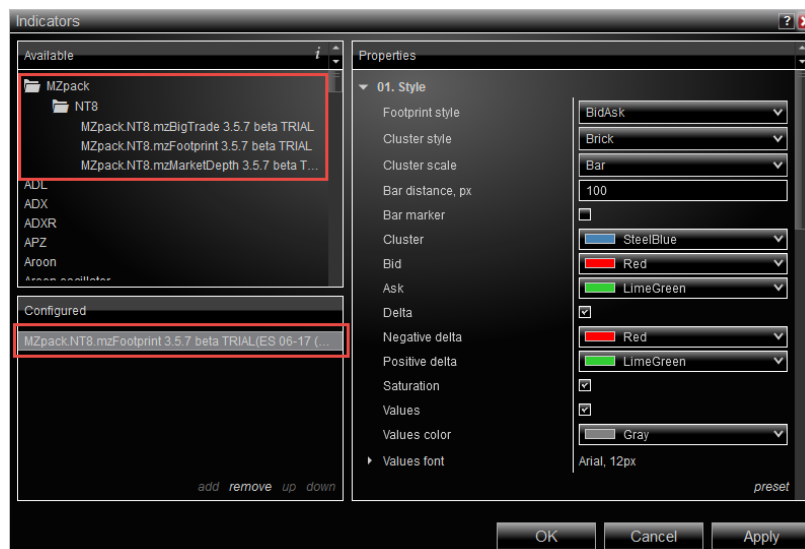 Indicators
?
Available
i
MZpack
NT8
MZpack.NT8.mzBigTrade 3.5.7 beta TRIAL
MZpack.NT8.mzFootprint 3.5.7 beta TRIAL
MZpack.NT8.mzMarketDepth 3.5.7 beta T...
ADL
ADX
ADXR
APZ
Aroon
Aroon oscillator
Configured
MZpack.NT8.mzFootprint 3.5.7 beta TRIAL(ES 06-17 (...
add remove up down
Properties
01. Style
Footprint style BidAsk
Cluster style Brick
Cluster scale Bar
Bar distance, px 100
Bar marker
Cluster SteelBlue
Bid Red
Ask LimeGreen
Delta
Negative delta Red
Positive delta LimeGreen
Saturation
Values
Values color Gray
Values font Arial, 12px
preset
OK Cancel Apply